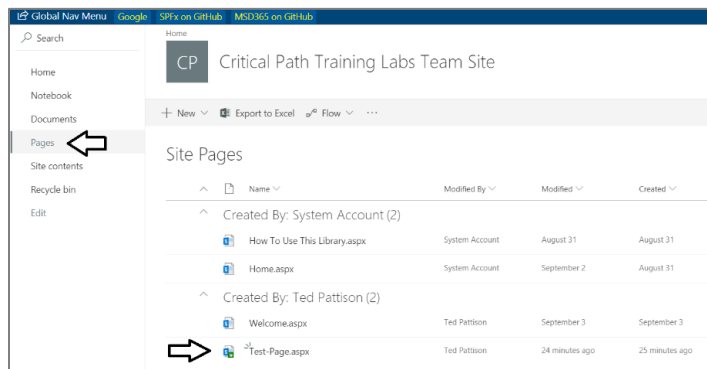 Global Nav Menu Google SPFx on GitHub MSD365 on GitHub
Search
Home
Notebook
Documents
Pages
Site contents
Recycle bin
Edit
Home
CP Critical Path Training Labs Team Site
New Export to Excel Flow ...
Site Pages
Name Modified By Modified Created
Created By: System Account (2)
How To Use This Library.aspx System Account August 31 August 31
Home.aspx System Account September 2 August 31
Created By: Ted Pattison (2)
Welcome.aspx Ted Pattison September 3 September 3
Test-Page.aspx Ted Pattison 24 minutes ago 25 minutes ago